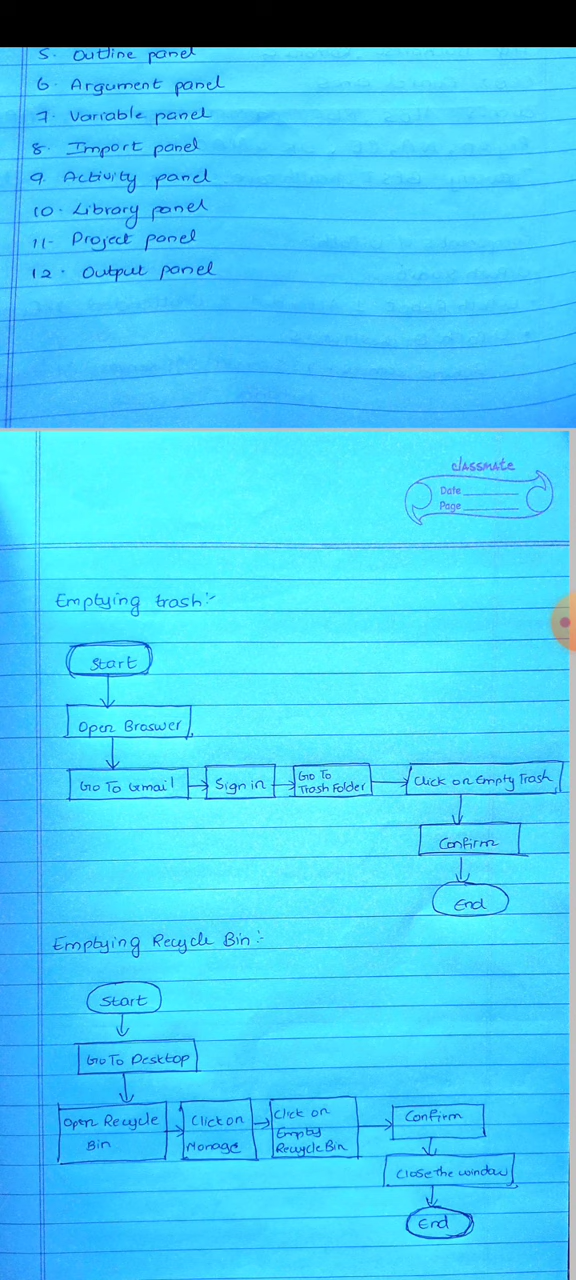 5. Outline panel
6. Argument panel
7. Variable panel
8. Import panel
9. Activity panel
10. Library panel
11- Project panel
12. Output panel
classmate
Date
Page
Emptying trash:-
Start
Open Braswer
Go To Gmail
Sign in
Go To
Trash Folder
Click on Empty Trash
Confirm
End
Emptying Recycle Bin:-
Start
Go To Desktop
Open Recycle
Bin
Click on
Manage
Click on
Empty
Recycle Bin
Confirm
Close the window
End